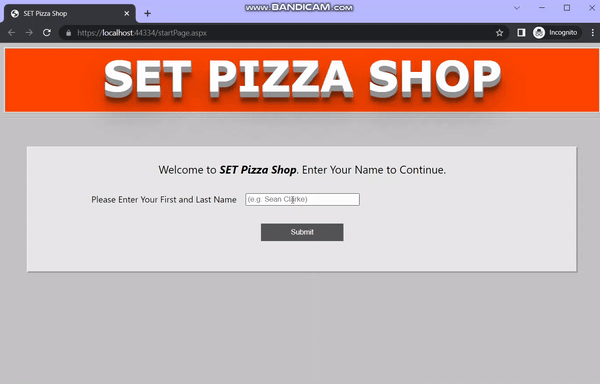 www.BANDICAM.com
SET Pizza Shop
https://localhost:44334/startPage.aspx
Incognito
SET PIZZA SHOP
Welcome to SET Pizza Shop. Enter Your Name to Continue.
Please Enter Your First and Last Name
(e.g. Sean Clarke)
Submit